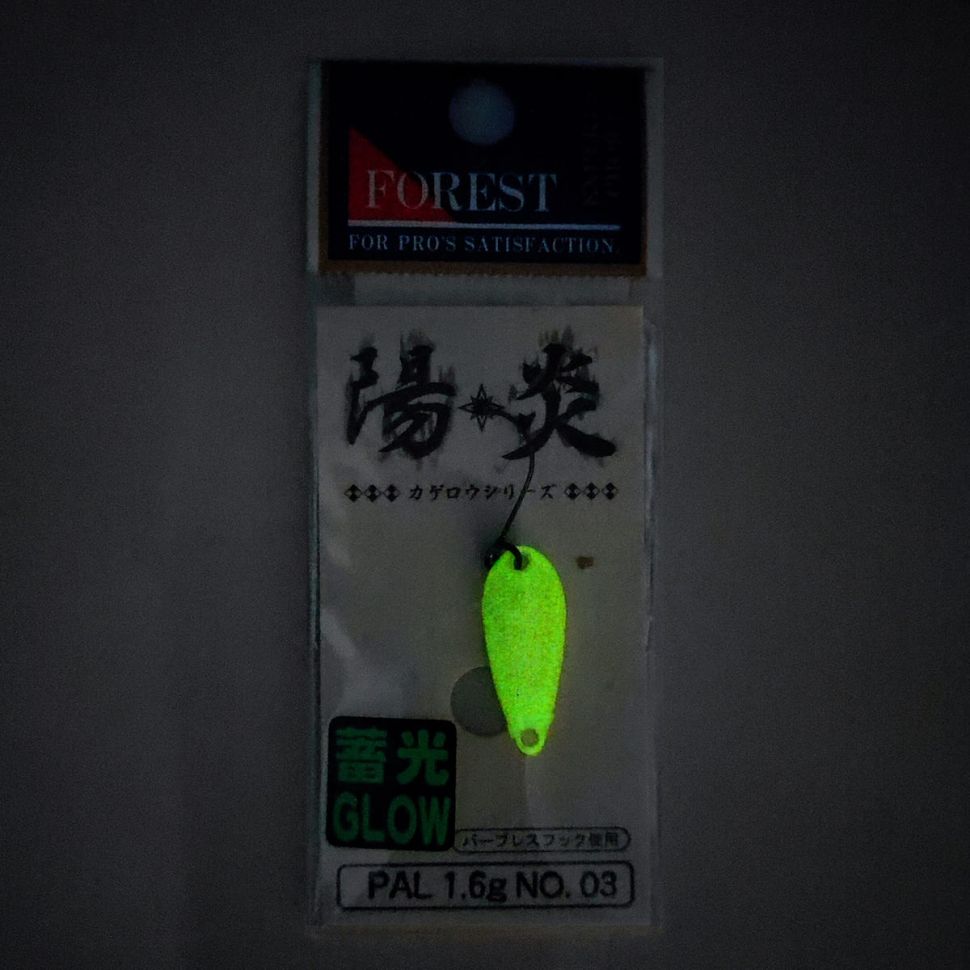 FOREST
FOR PRO'S SATISFACTION.
陽炎
カゲロウシリーズ
蓄光
GLOW
バーブレスフック使用
PAL 1.6g NO. 03